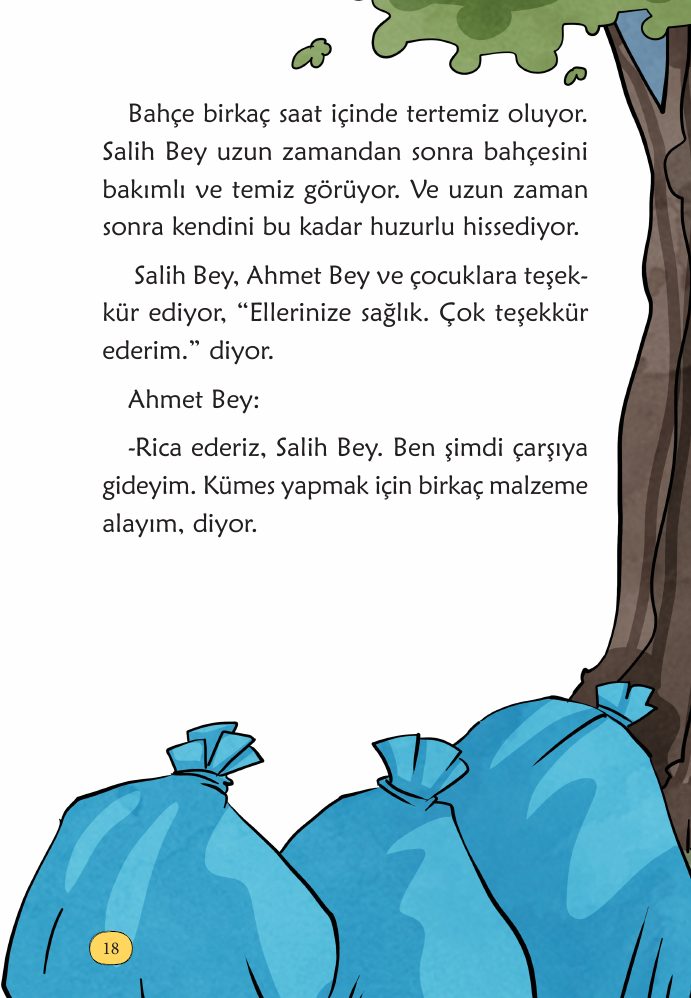 Bahçe birkaç saat içinde tertemiz oluyor.
Salih Bey uzun zamandan sonra bahçesini
bakımlı ve temiz görüyor. Ve uzun zaman
sonra kendini bu kadar huzurlu hissediyor.
Salih Bey, Ahmet Bey ve çocuklara teşek-
kür ediyor, “Ellerinize sağlık. Çok teşekkür
ederim.” diyor.
Ahmet Bey:
-Rica ederiz, Salih Bey. Ben şimdi çarşıya
gideyim. Kümes yapmak için birkaç malzeme
alayım, diyor.
18